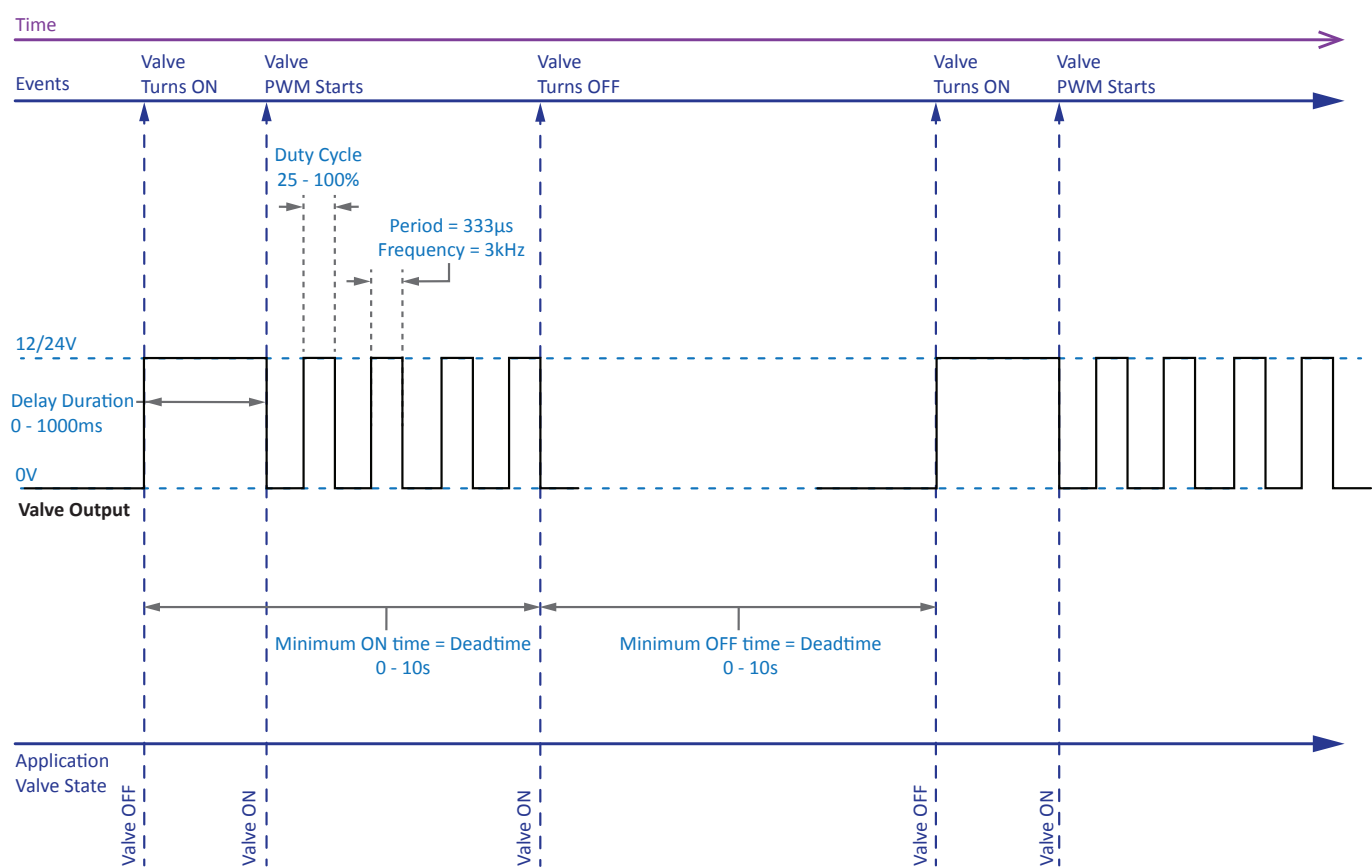 Time
Events
Valve
Turns ON
Valve
PWM Starts
Valve
Turns OFF
Valve
Turns ON
Valve
PWM Starts
Duty Cycle
25 - 100%
Period = 333µs
Frequency = 3kHz
12/24V
Delay Duration
0 - 1000ms
0V
Valve Output
Minimum ON time = Deadtime
0 - 10s
Minimum OFF time = Deadtime
0 - 10s
Application
Valve State
Valve OFF
Valve ON
Valve ON
Valve OFF
Valve ON